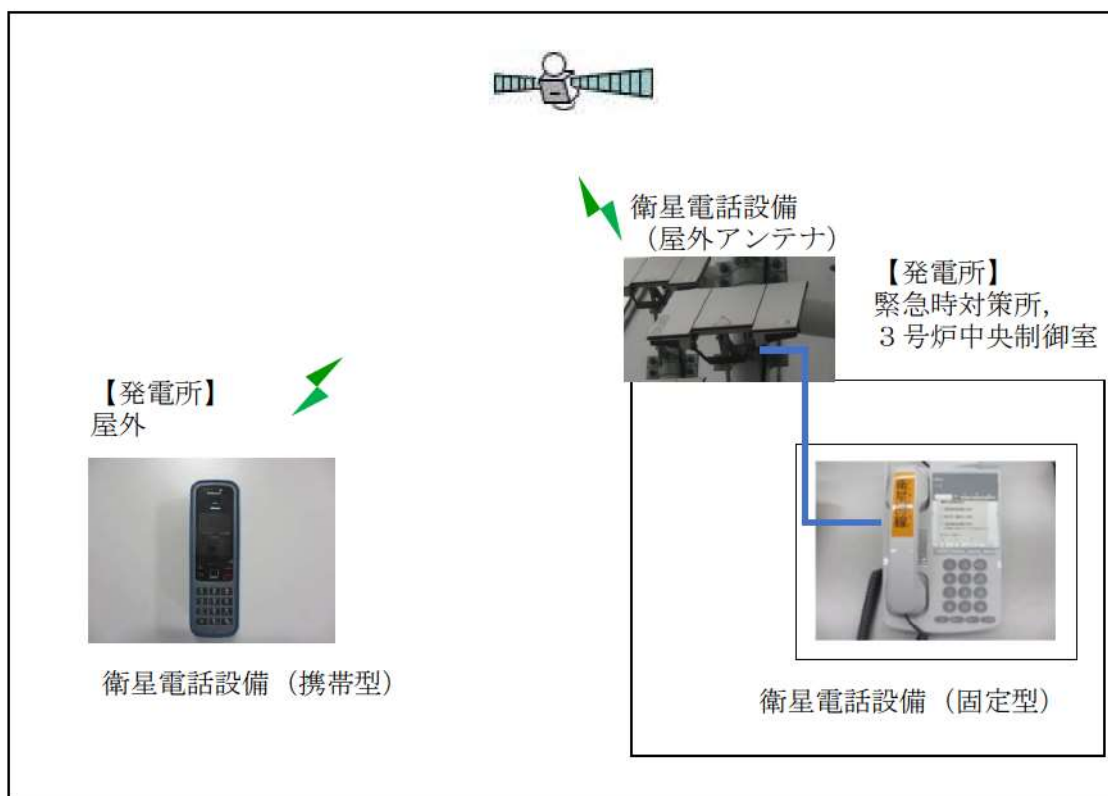 衛星電話設備
（屋外アンテナ）
【発電所】
緊急時対策所，
３号炉中央制御室
【発電所】
屋外
衛星電話設備（携帯型）
衛星電話設備（固定型）